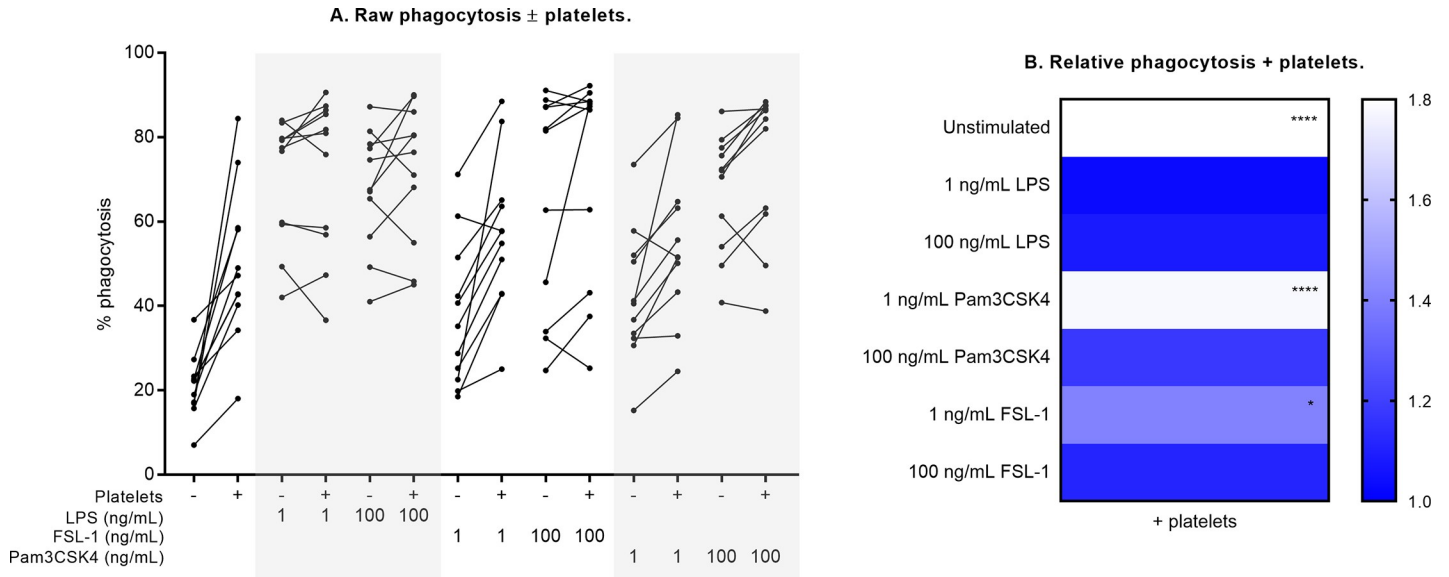 A. Raw phagocytosis ± platelets.
100
80
60
40
20
0
% phagocytosis
Platelets - + - + - + - + - + - + - +
LPS (ng/mL) 1 1 100 100
FSL-1 (ng/mL) 1 1 100 100
Pam3CSK4 (ng/mL) 1 1 100 100
B. Relative phagocytosis + platelets.
Unstimulated ****
1 ng/mL LPS
100 ng/mL LPS
1 ng/mL Pam3CSK4 ****
100 ng/mL Pam3CSK4
1 ng/mL FSL-1 *
100 ng/mL FSL-1
+ platelets
1.8
1.6
1.4
1.2
1.0